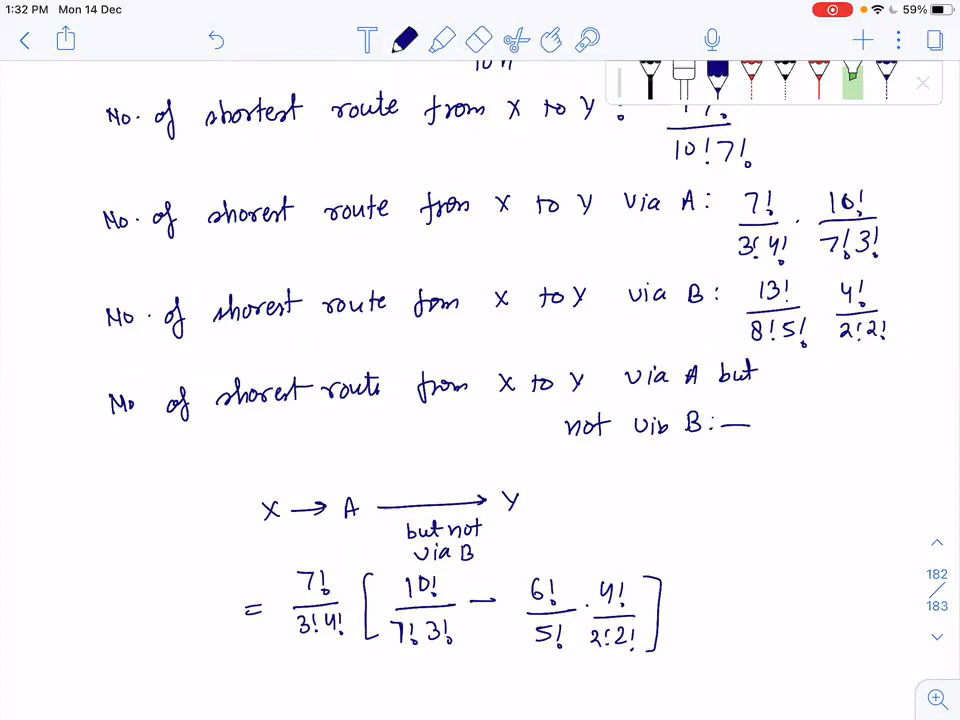 1:32 PM Mon 14 Dec
59%
No. of shortest route from X to Y : 17! / 10! 7!
No. of shorest route from X to Y via A: 7! / 3! 4! . 10! / 7! 3!
No. of shorest route fom X to Y via B: 13! / 8! 5! 4! / 2! 2!
No of shorest route from X to Y via A but
not via B: —
X → A → Y
but not
via B
= 7! / 3! 4! [ 10! / 7! 3! − 6! / 5! . 4! / 2! 2! ]
182
/
183